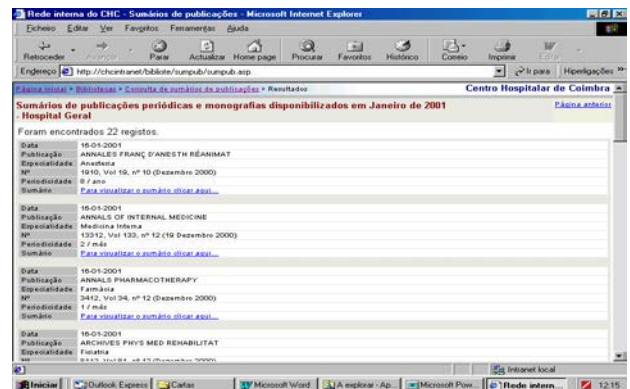 Rede interna do CHC - Sumários de publicações - Microsoft Internet Explorer
Ficheiro Editar Ver Favoritos Ferramentas Ajuda
Retroceder Avançar Parar Actualizar Home page Procurar Favoritos Histórico Correio Imprimir
Endereço http://chcintranet/bibliote/sumpub/sumpub.asp Ir para Hiperligações »
Página inicial > Bibliotecas > Consulta de sumários de publicações > Resultados Centro Hospitalar de Coimbra
Sumários de publicações periódicas e monografias disponibilizados em Janeiro de 2001 Página anterior
- Hospital Geral
Foram encontrados 22 registos.
Data 16-01-2001
Publicação ANNALES FRANÇ D'ANESTH RÉANIMAT
Especialidade Anestesia
Nº 1910, Vol 19, nº 10 (Dezembro 2000)
Periodicidade 8 / ano
Sumário Para visualizar o sumário clicar aqui...
Data 16-01-2001
Publicação ANNALS OF INTERNAL MEDICINE
Especialidade Medicina Interna
Nº 13312, Vol 133, nº 12 (19 Dezembro 2000)
Periodicidade 2 / mês
Sumário Para visualizar o sumário clicar aqui...
Data 16-01-2001
Publicação ANNALS PHARMACOTHERAPY
Especialidade Farmácia
Nº 3412, Vol 34, nº 12 (Dezembro 2000)
Periodicidade 1 / mês
Sumário Para visualizar o sumário clicar aqui...
Data 16-01-2001
Publicação ARCHIVES PHYS MED REHABILITAT
Especialidade Fisiatria
Intranet local
Iniciar Outlook Express Cartas Microsoft Word A explorar - Ap... Microsoft Pow... Rede intern... 12:15